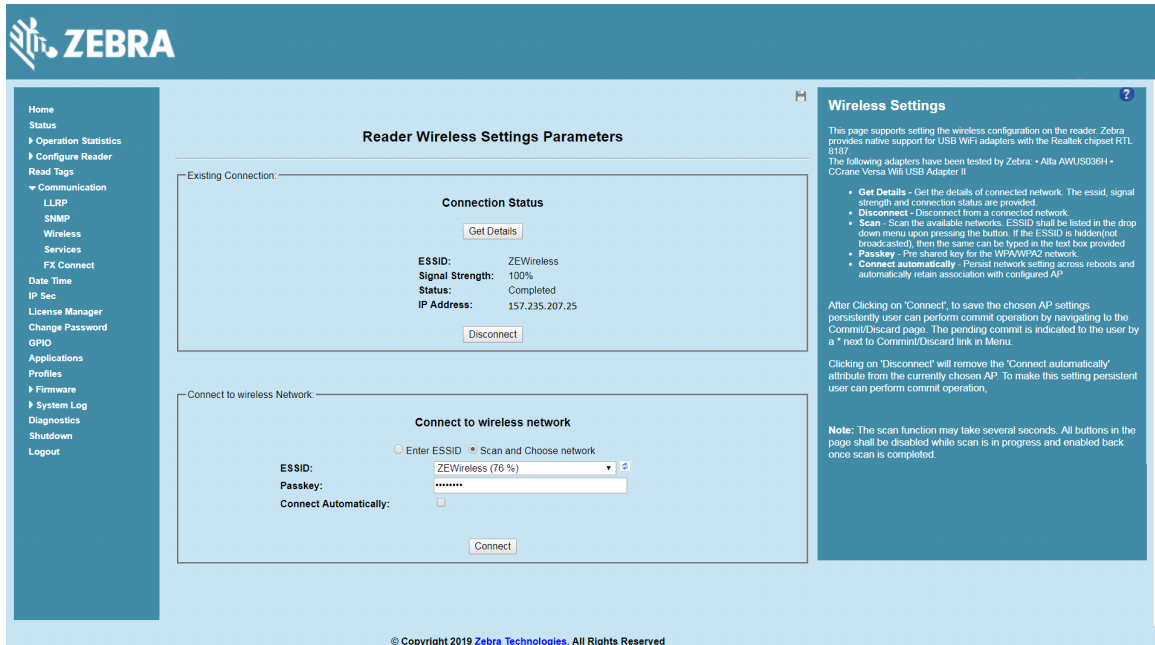 ZEBRA
Home
Status
Operation Statistics
Configure Reader
Read Tags
Communication
LLRP
SNMP
Wireless
Services
FX Connect
Date Time
IP Sec
License Manager
Change Password
GPIO
Applications
Profiles
Firmware
System Log
Diagnostics
Shutdown
Logout
Reader Wireless Settings Parameters
Existing Connection:
Connection Status
Get Details
ESSID: ZEWireless
Signal Strength: 100%
Status: Completed
IP Address: 157.235.207.25
Disconnect
Connect to wireless Network:
Connect to wireless network
Enter ESSID Scan and Choose network
ESSID: ZEWireless (76 %)
Passkey: ••••••••
Connect Automatically:
Connect
?
Wireless Settings
This page supports setting the wireless configuration on the reader. Zebra
provides native support for USB WiFi adapters with the Realtek chipset RTL
8187.
The following adapters have been tested by Zebra: • Alfa AWUS036H •
CCrane Versa Wifi USB Adapter II
• Get Details - Get the details of connected network. The essid, signal
strength and connection status are provided.
• Disconnect - Disconnect from a connected network.
• Scan - Scan the available networks. ESSID shall be listed in the drop
down menu upon pressing the button. If the ESSID is hidden(not
broadcasted), then the same can be typed in the text box provided
• Passkey - Pre shared key for the WPA/WPA2 network.
• Connect automatically - Persist network setting across reboots and
automatically retain association with configured AP
After Clicking on 'Connect', to save the chosen AP settings
persistently user can perform commit operation by navigating to the
Commit/Discard page. The pending commit is indicated to the user by
a * next to Commint/Discard link in Menu.
Clicking on 'Disconnect' will remove the 'Connect automatically'
attribute from the currently chosen AP. To make this setting persistent
user can perform commit operation,
Note: The scan function may take several seconds. All buttons in the
page shall be disabled while scan is in progress and enabled back
once scan is completed.
© Copyright 2019 Zebra Technologies. All Rights Reserved